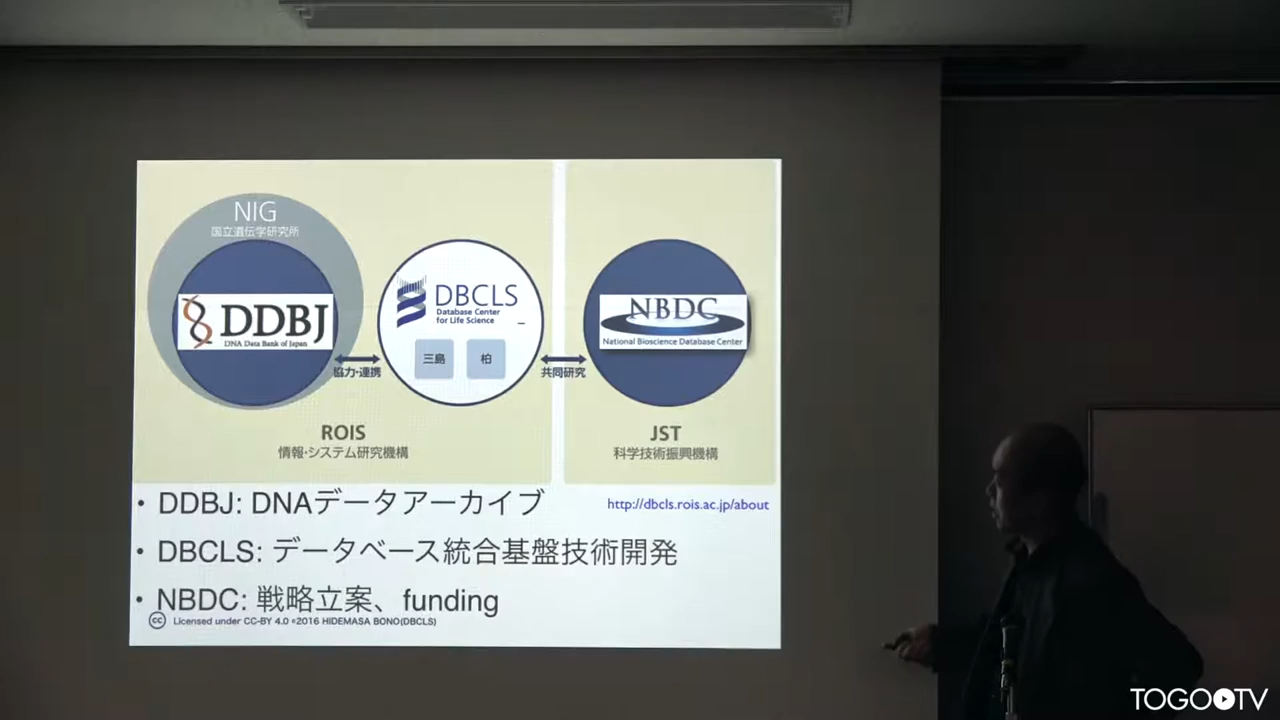 NIG
国立遺伝学研究所
DDBJ
DNA Data Bank of Japan
DBCLS
Database Center
for Life Science
三島
柏
NBDC
National Bioscience Database Center
協力・連携
共同研究
ROIS
情報・システム研究機構
JST
科学技術振興機構
• DDBJ: DNAデータアーカイブ
http://dbcls.rois.ac.jp/about
• DBCLS: データベース統合基盤技術開発
• NBDC: 戦略立案、funding
cc Licensed under CC-BY 4.0 ©2016 HIDEMASA BONO(DBCLS)
TOGOTV